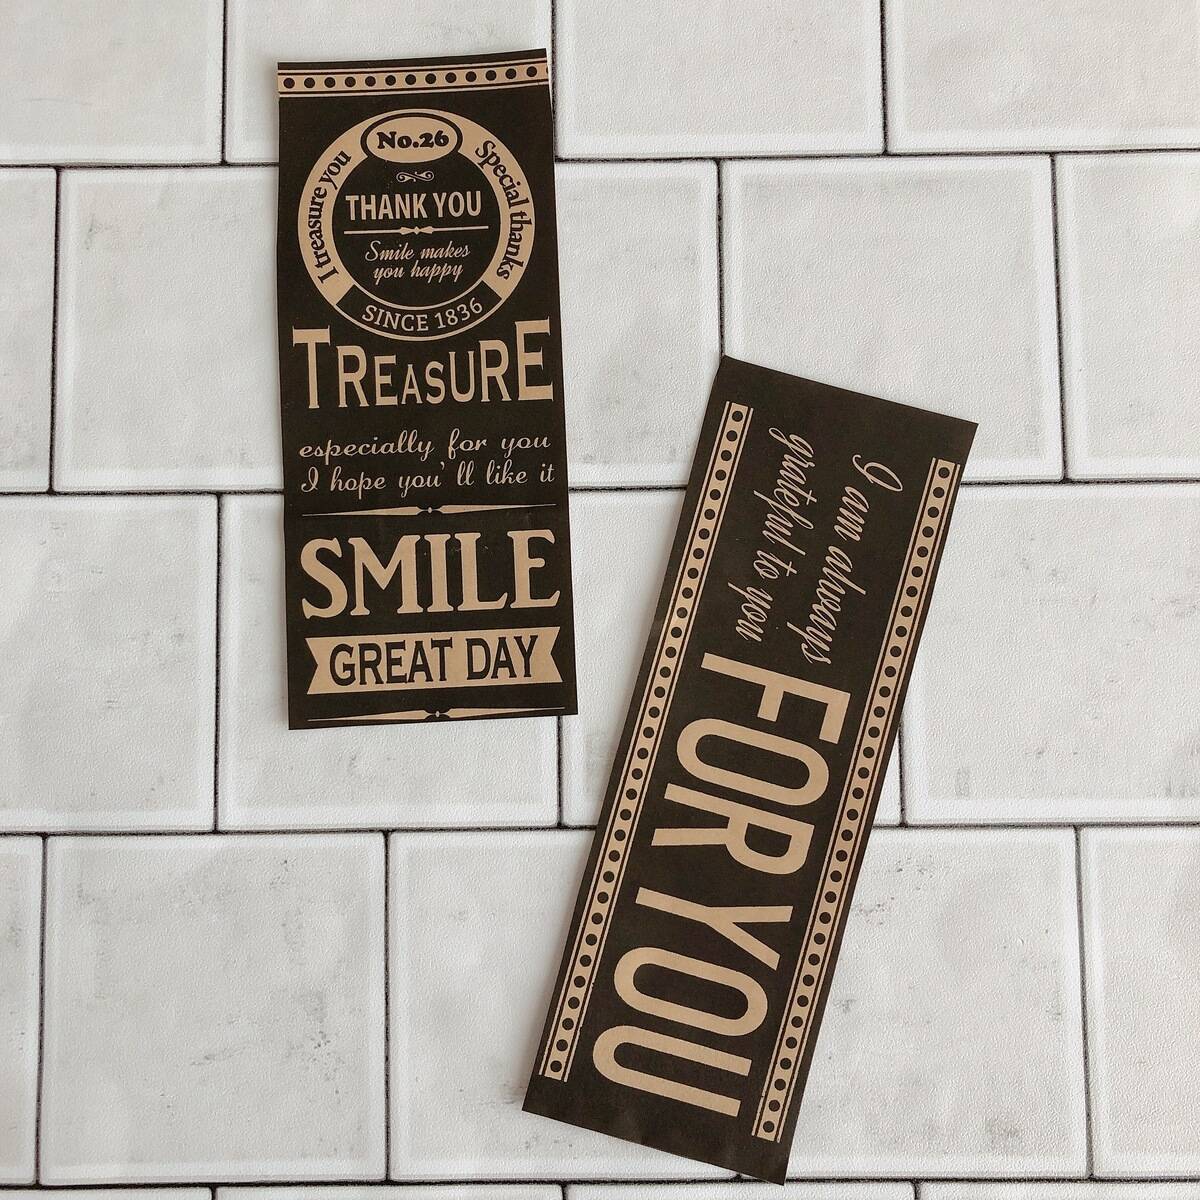 No.26
I treasure you
Special thanks
THANK YOU
Smile makes
you happy
SINCE 1836
TREASURE
especially for you
I hope you' ll like it
SMILE
GREAT DAY
I am always
grateful to you
FOR YOU